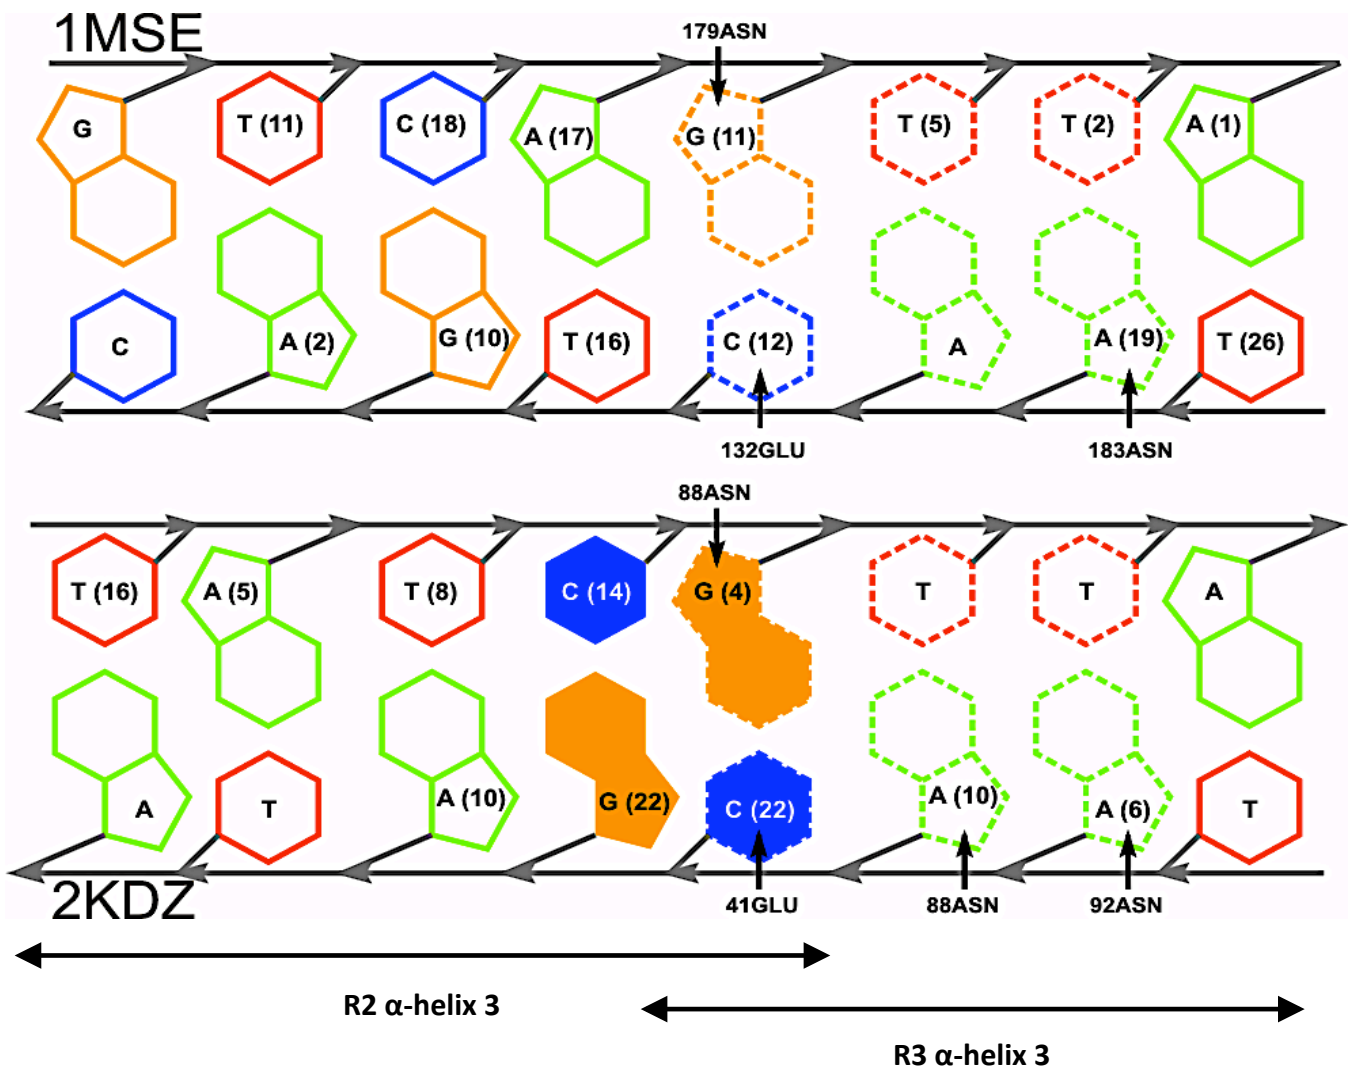 1MSE
179ASN
G T (11) C (18) A (17) G (11) T (5) T (2) A (1)
C A (2) G (10) T (16) C (12) A A (19) T (26)
132GLU 183ASN
88ASN
T (16) A (5) T (8) C (14) G (4) T T A
A T A (10) G (22) C (22) A (10) A (6) T
2KDZ
41GLU 88ASN 92ASN
R2 α-helix 3
R3 α-helix 3